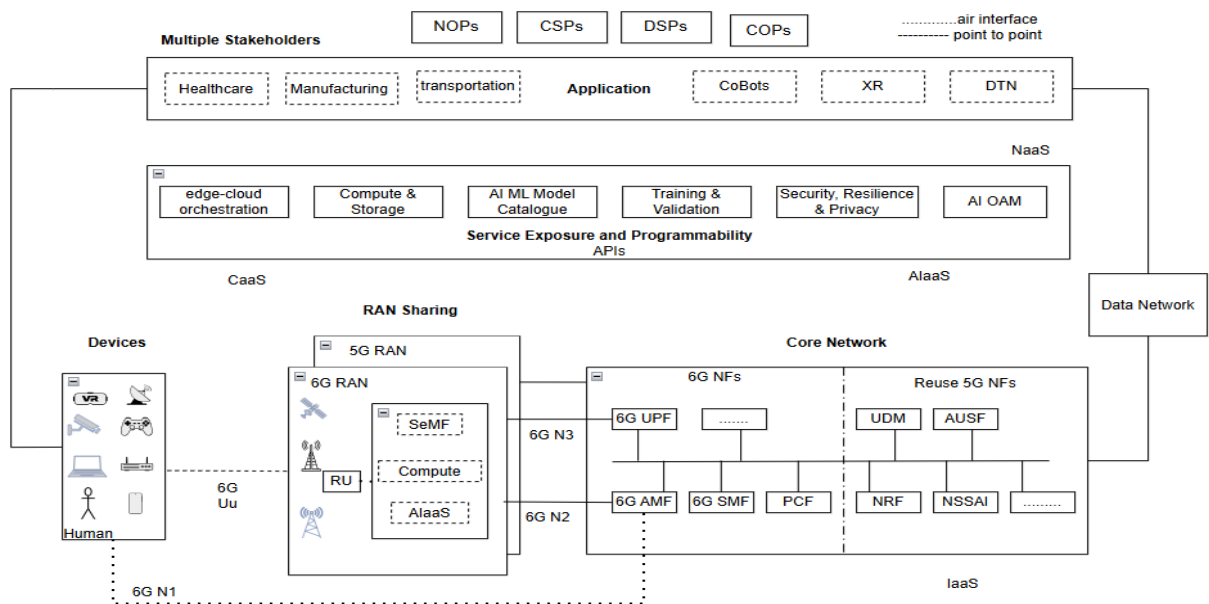 NOPs
CSPs
DSPs
COPs
.............air interface
---------- point to point
Multiple Stakeholders
Healthcare
Manufacturing
transportation
Application
CoBots
XR
DTN
NaaS
edge-cloud
orchestration
Compute &
Storage
AI ML Model
Catalogue
Training &
Validation
Security, Resilience
& Privacy
AI OAM
Service Exposure and Programmability
APIs
CaaS
AIaaS
Data Network
RAN Sharing
Devices
Core Network
5G RAN
6G RAN
VR
Human
6G
Uu
RU
SeMF
Compute
AIaaS
6G N3
6G N2
6G N1
6G NFs
Reuse 5G NFs
6G UPF
.......
UDM
AUSF
6G AMF
6G SMF
PCF
NRF
NSSAI
.........
IaaS